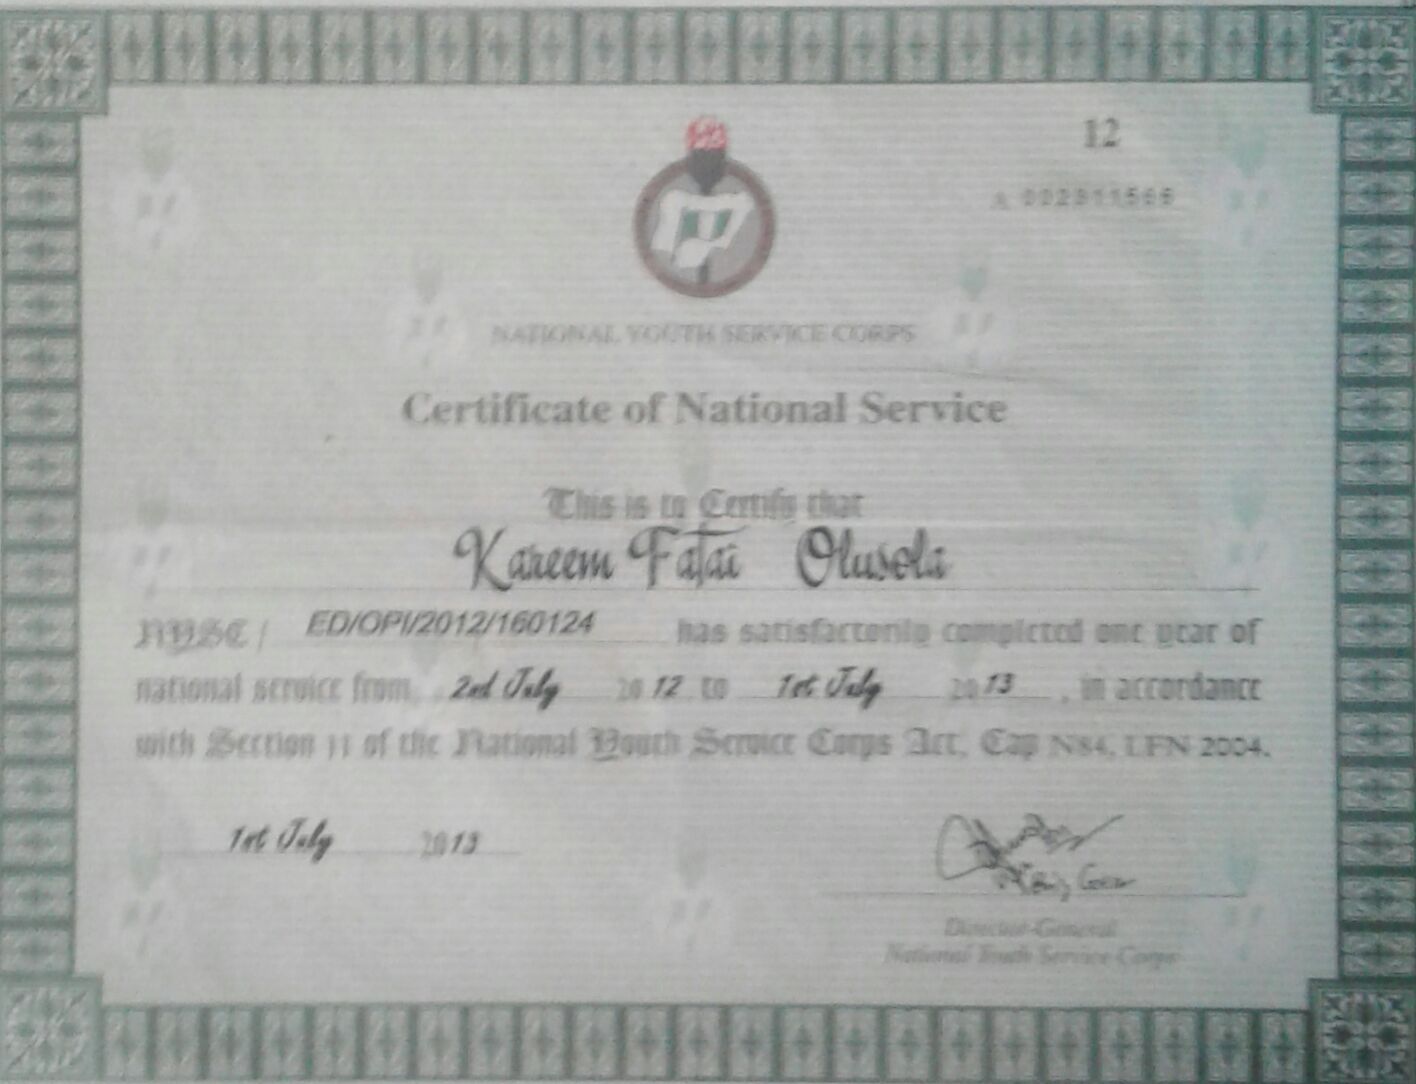 12
NATIONAL YOUTH SERVICE CORPS
Certificate of National Service
This is to Certify that
Kareem Fatai Olusola
NYSC / ED/OPI/2012/160124 has satisfactorily completed one year of
national service from 2nd July 2012 to 1st July 2013, in accordance
with Section 11 of the National Youth Service Corps Act, Cap N84, LFN 2004.
1st July 2013
Director-General
National Youth Service Corps